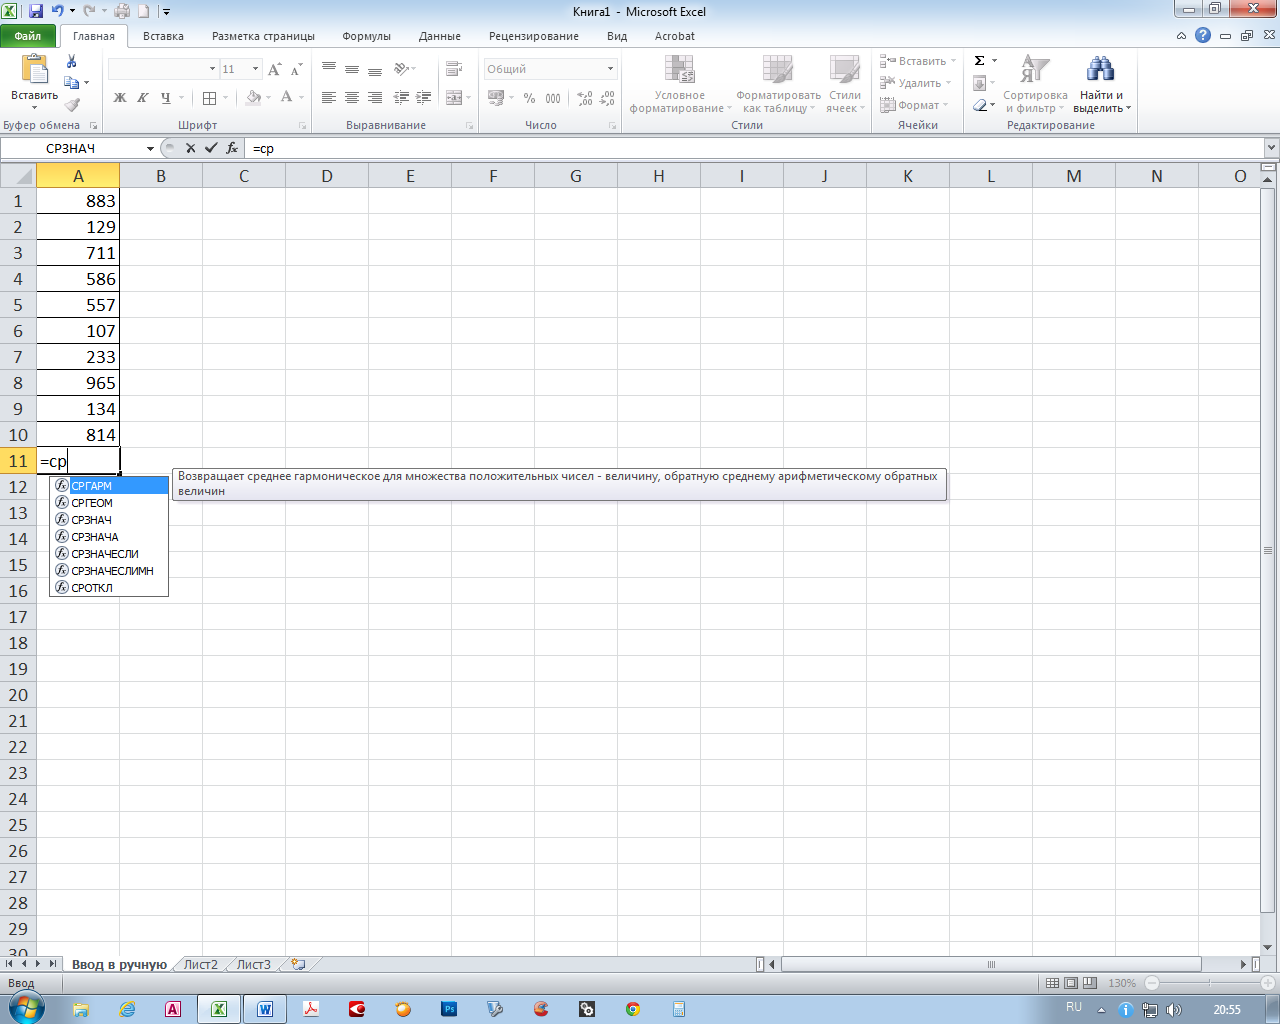 Книга1 - Microsoft Excel
Файл Главная Вставка Разметка страницы Формулы Данные Рецензирование Вид Acrobat
Вставить
Буфер обмена
11
Ж К Ч А
Шрифт
Выравнивание
Общий
% 000
Число
Условное форматирование
Форматировать как таблицу
Стили ячеек
Стили
Вставить
Удалить
Формат
Ячейки
Σ
Сортировка и фильтр
Найти и выделить
Редактирование
СРЗНАЧ fx =ср
A B C D E F G H I J K L M N O
1 883
2 129
3 711
4 586
5 557
6 107
7 233
8 965
9 134
10 814
11 =ср
12
13
14
15
16
17
18
19
20
21
22
23
24
25
26
27
28
29
30
СРГАРМ
СРГЕОМ
СРЗНАЧ
СРЗНАЧА
СРЗНАЧЕСЛИ
СРЗНАЧЕСЛИМН
СРОТКЛ
Возвращает среднее гармоническое для множества положительных чисел - величину, обратную среднему арифметическому обратных
величин
Ввод в ручную Лист2 Лист3
Ввод 130%
RU 20:55